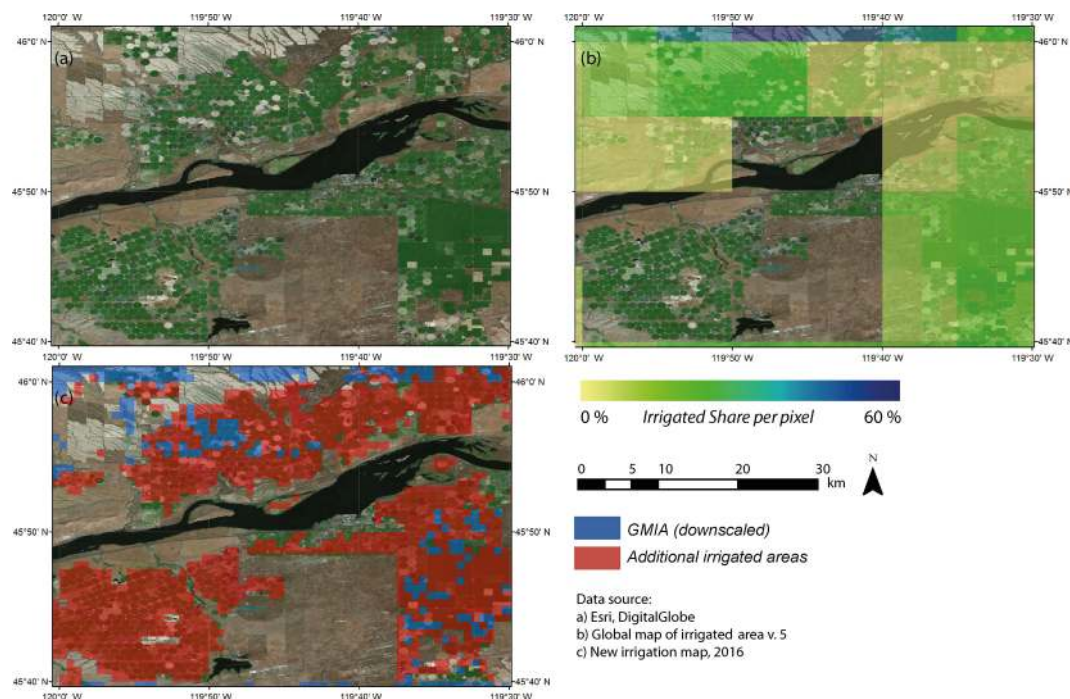 120°0' W 119°50' W 119°40' W 119°30' W
120°0' W 119°50' W 119°40' W 119°30' W
46°0' N
(a)
46°0' N
(b)
45°50' N
45°50' N
45°50' N
45°40' N
45°40' N
45°40' N
120°0' W 119°50' W 119°40' W 119°30' W
120°0' W 119°50' W 119°40' W 119°30' W
46°0' N
(c)
46°0' N
0 % Irrigated Share per pixel 60 %
N
0 5 10 20 30
km
45°50' N
45°50' N
GMIA (downscaled)
Additional irrigated areas
Data source:
a) Esri, DigitalGlobe
b) Global map of irrigated area v. 5
c) New irrigation map, 2016
45°40' N
45°40' N
120°0' W 119°50' W 119°40' W 119°30' W